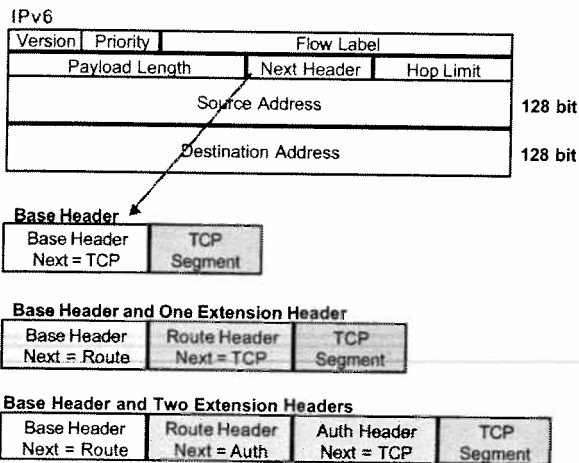 IPv6
Version Priority Flow Label
Payload Length Next Header Hop Limit
Source Address 128 bit
Destination Address 128 bit
Base Header
Base Header TCP
Next = TCP Segment
Base Header and One Extension Header
Base Header Route Header TCP
Next = Route Next = TCP Segment
Base Header and Two Extension Headers
Base Header Route Header Auth Header TCP
Next = Route Next = Auth Next = TCP Segment